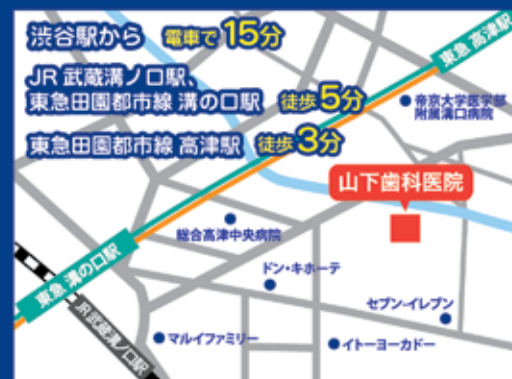 渋谷駅から 電車で15分
JR 武蔵溝ノ口駅、
東急田園都市線 溝の口駅 徒歩5分
東急田園都市線 高津駅 徒歩3分
東急 高津駅
帝京大学医学部
附属溝口病院
山下歯科医院
総合高津中央病院
ドン・キホーテ
東急 溝の口駅
セブン-イレブン
JR 武蔵溝ノ口駅
マルイファミリー
イトーヨーカドー